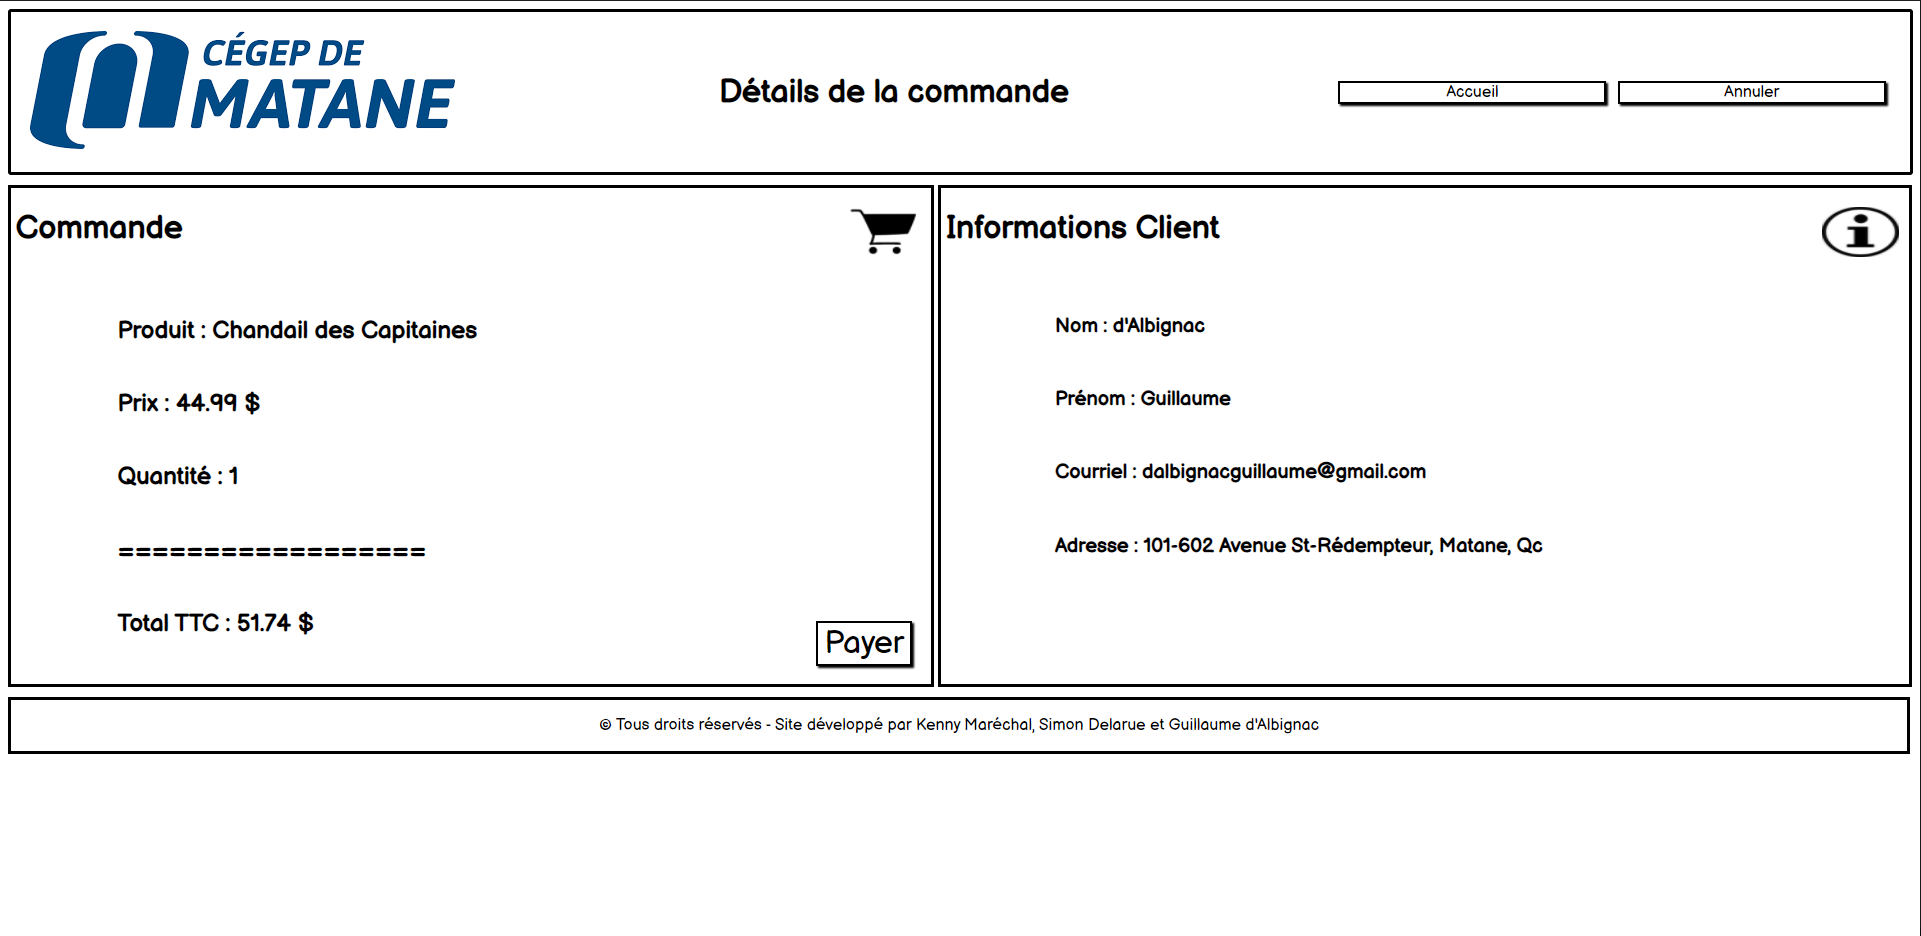 CÉGEP DE
MATANE
Détails de la commande
Accueil
Annuler
Commande
Produit : Chandail des Capitaines
Prix : 44.99 $
Quantité : 1
==================
Total TTC : 51.74 $
Payer
Informations Client
Nom : d'Albignac
Prénom : Guillaume
Courriel : dalbignacguillaume@gmail.com
Adresse : 101-602 Avenue St-Rédempteur, Matane, Qc
© Tous droits réservés - Site développé par Kenny Maréchal, Simon Delarue et Guillaume d'Albignac